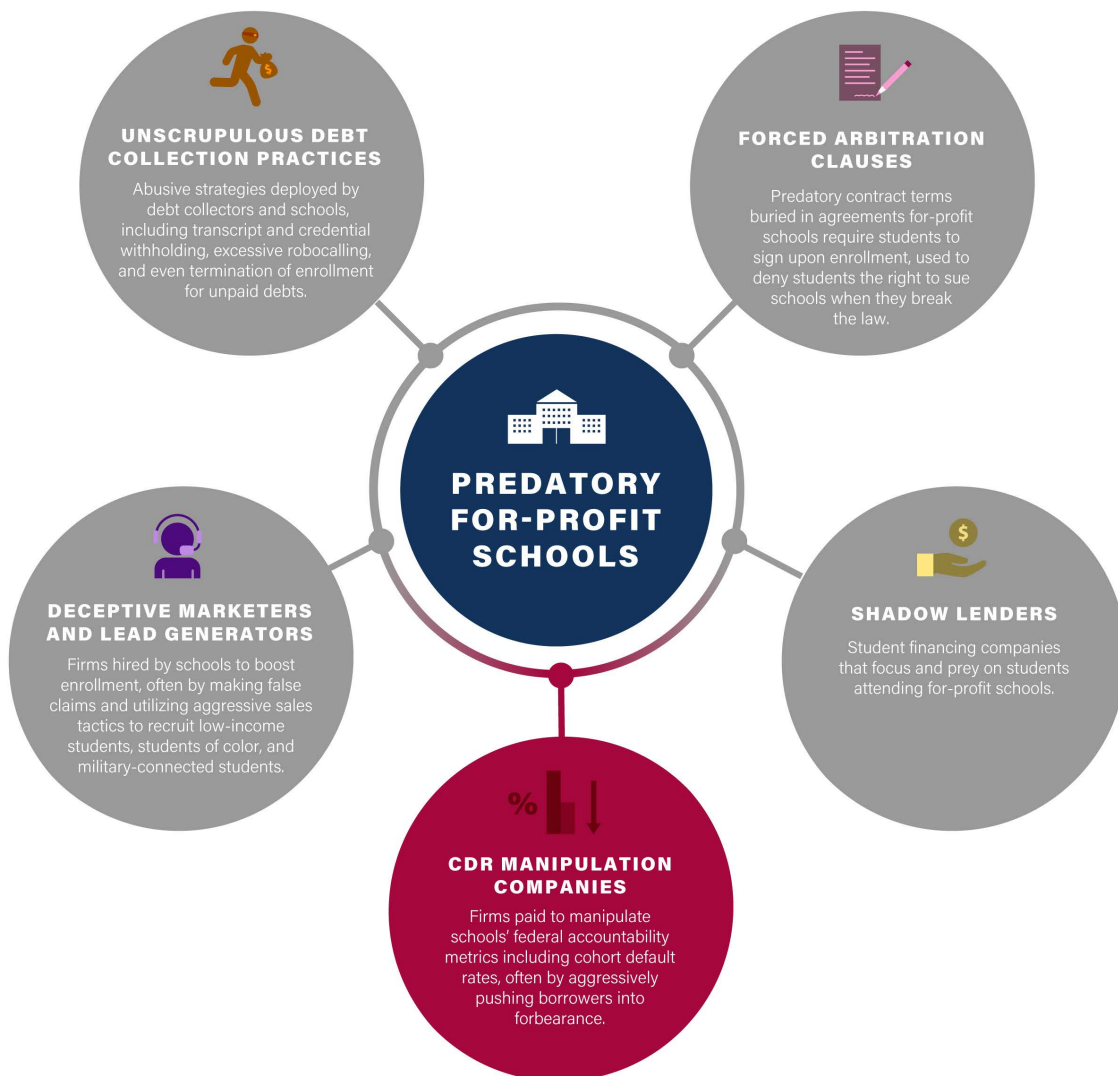 UNSCRUPULOUS DEBT
COLLECTION PRACTICES
Abusive strategies deployed by
debt collectors and schools,
including transcript and credential
withholding, excessive robocalling,
and even termination of enrollment
for unpaid debts.
FORCED ARBITRATION
CLAUSES
Predatory contract terms
buried in agreements for-profit
schools require students to
sign upon enrollment, used to
deny students the right to sue
schools when they break
the law.
PREDATORY
FOR-PROFIT
SCHOOLS
DECEPTIVE MARKETERS
AND LEAD GENERATORS
Firms hired by schools to boost
enrollment, often by making false
claims and utilizing aggressive sales
tactics to recruit low-income
students, students of color, and
military-connected students.
$
SHADOW LENDERS
Student financing companies
that focus and prey on students
attending for-profit schools.
%
CDR MANIPULATION
COMPANIES
Firms paid to manipulate
schools’ federal accountability
metrics including cohort default
rates, often by aggressively
pushing borrowers into
forbearance.